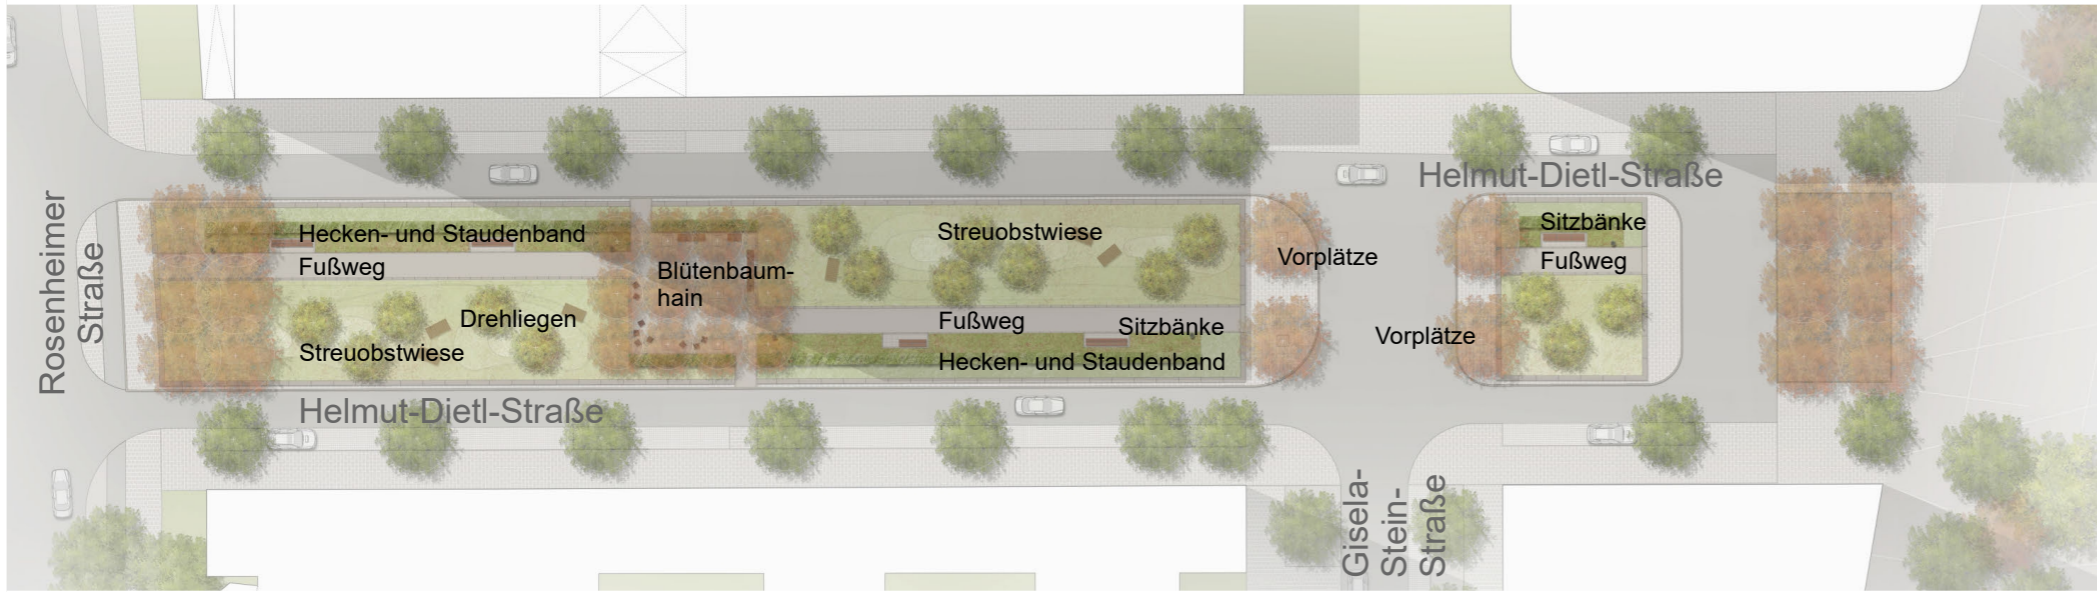 Rosenheimer
Straße
Hecken- und Staudenband
Fußweg
Drehliegen
Streuobstwiese
Helmut-Dietl-Straße
Blütenbaum-
hain
Streuobstwiese
Fußweg
Sitzbänke
Hecken- und Staudenband
Vorplätze
Vorplätze
Helmut-Dietl-Straße
Sitzbänke
Fußweg
Gisela-
Stein-
Straße